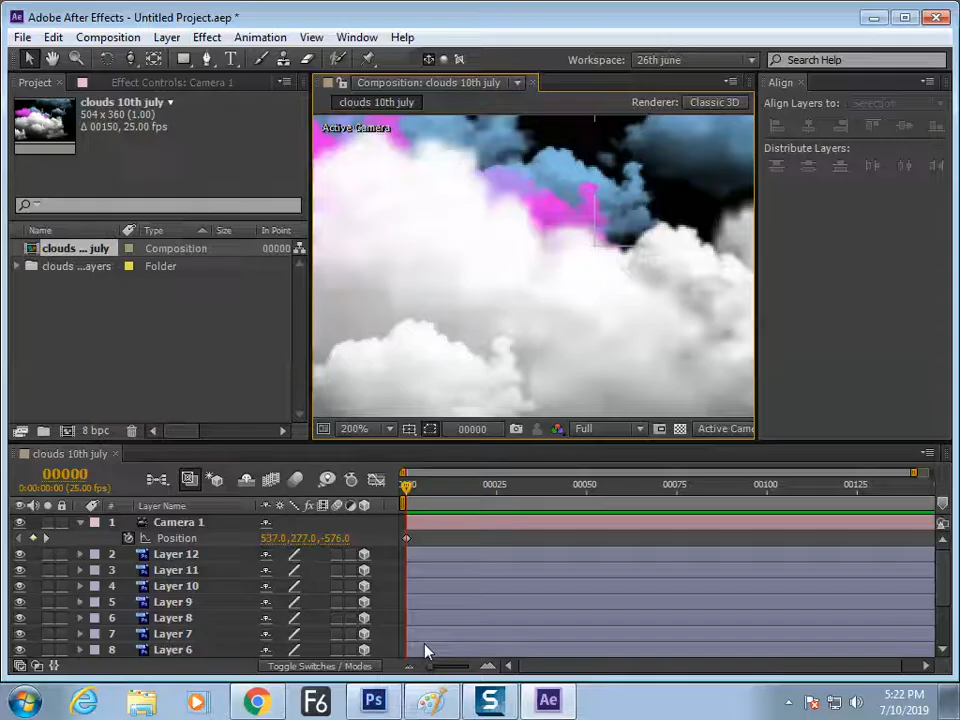 Adobe After Effects - Untitled Project.aep *
File Edit Composition Layer Effect Animation View Window Help
Workspace: 26th june Search Help
Project Effect Controls: Camera 1
clouds 10th july
504 x 360 (1.00)
Δ 00150, 25.00 fps
Name Type Size In Point
clouds ... july Composition 00000
clouds ...ayers Folder
8 bpc
Composition: clouds 10th july
clouds 10th july Renderer: Classic 3D
Active Camera
200% 00000 Full Active Came
Align
Align Layers to: Selection
Distribute Layers:
clouds 10th july
00000
0:00:00:00 (25.00 fps)
00025 00050 00075 00100 00125
# Layer Name fx
1 Camera 1
Position 537.0,277.0,-576.0
2 Layer 12
3 Layer 11
4 Layer 10
5 Layer 9
6 Layer 8
7 Layer 7
8 Layer 6
Toggle Switches / Modes
F6 Ps S Ae
5:22 PM
7/10/2019